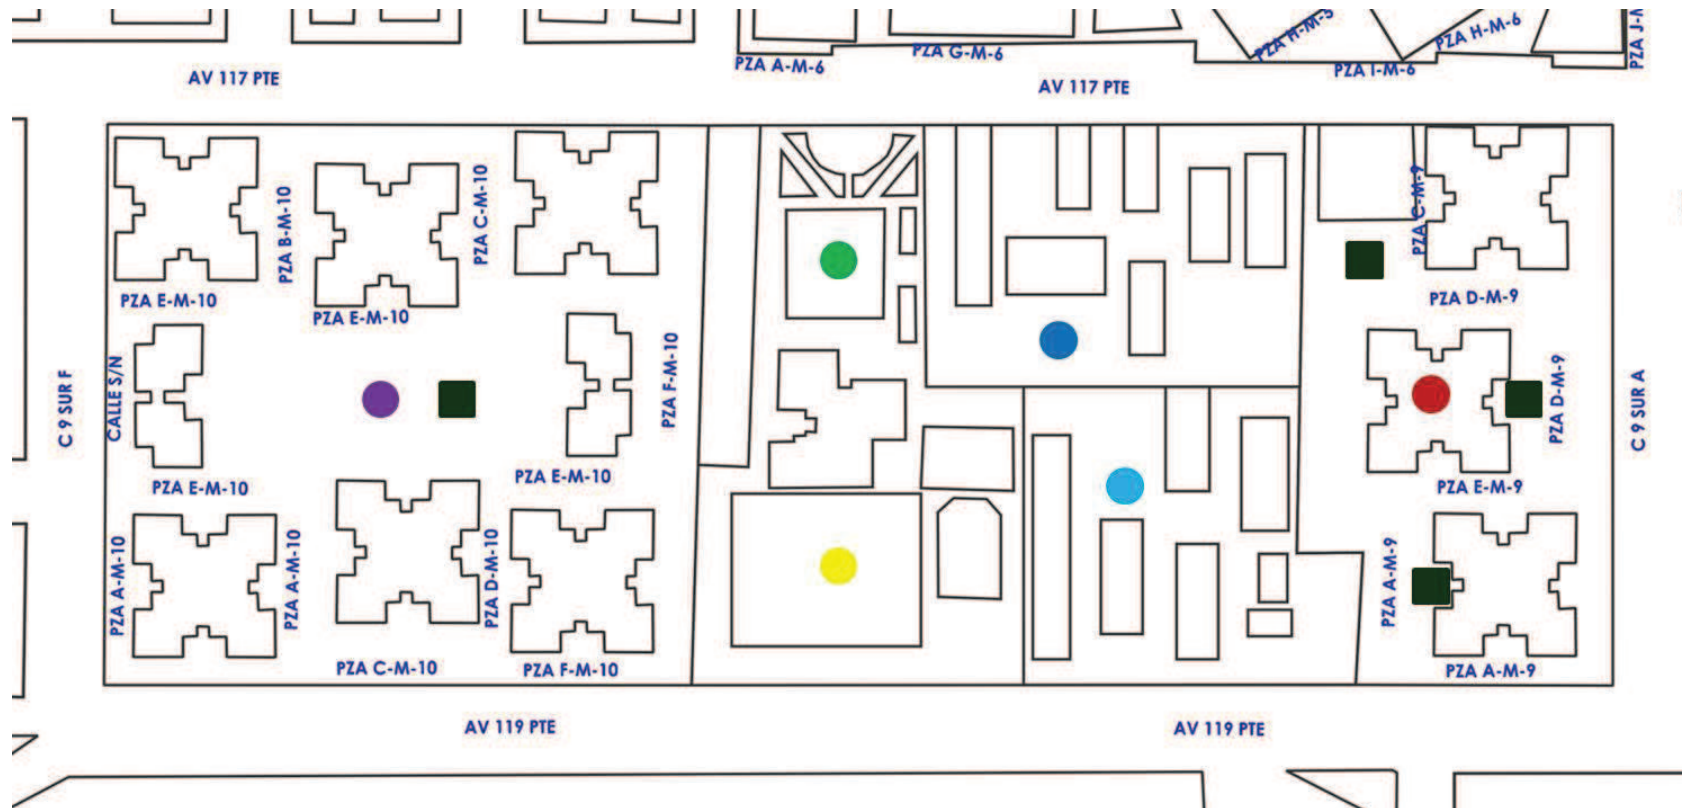 PZA H-M-5
PZA H-M-6
PZA A-M-6
PZA G-M-6
PZA I-M-6
AV 117 PTE
AV 117 PTE
PZA B-M-10
PZA C-M-10
PZA C-M-9
PZA E-M-10
PZA E-M-10
PZA D-M-9
C 9 SUR F
CALLE S/N
PZA F-M-10
PZA D-M-9
C 9 SUR A
PZA E-M-10
PZA E-M-10
PZA E-M-9
PZA A-M-10
PZA A-M-10
PZA D-M-10
PZA A-M-9
PZA C-M-10
PZA F-M-10
PZA A-M-9
AV 119 PTE
AV 119 PTE